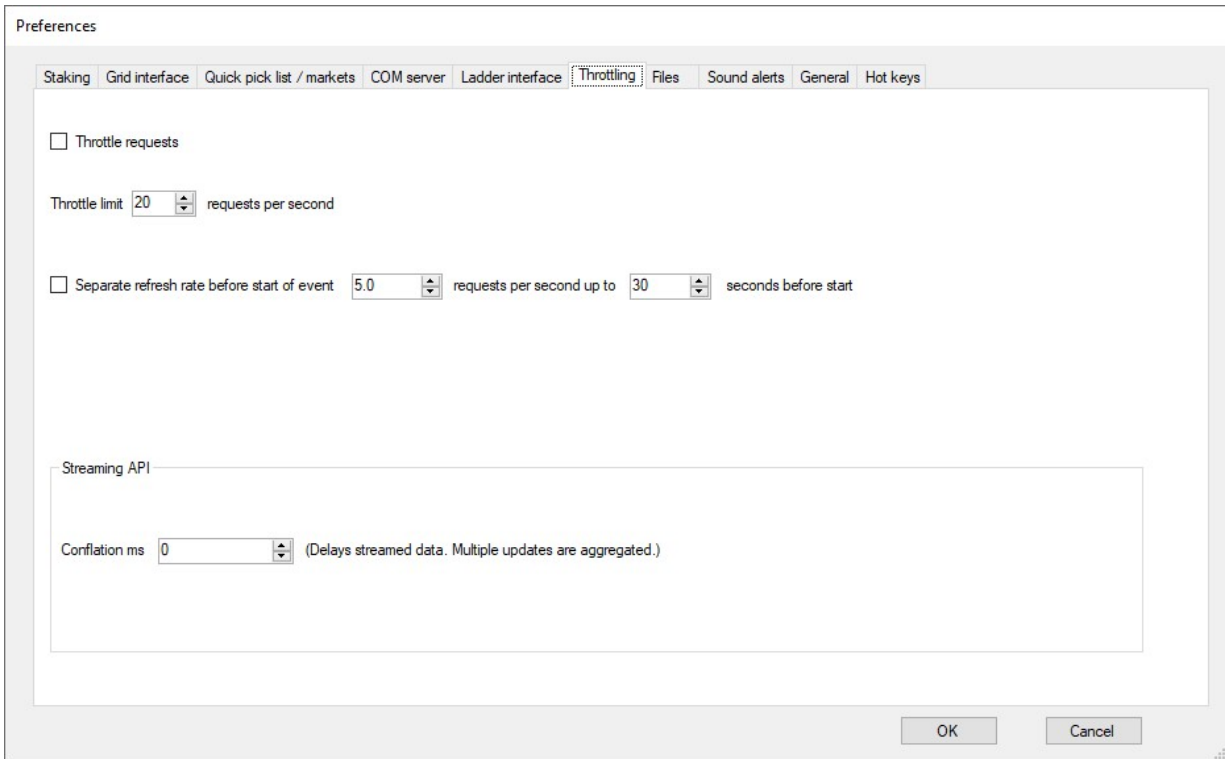 Preferences
Staking Grid interface Quick pick list / markets COM server Ladder interface Throttling Files Sound alerts General Hot keys
Throttle requests
Throttle limit 20 requests per second
Separate refresh rate before start of event 5.0 requests per second up to 30 seconds before start
Streaming API
Conflation ms 0 (Delays streamed data. Multiple updates are aggregated.)
OK Cancel